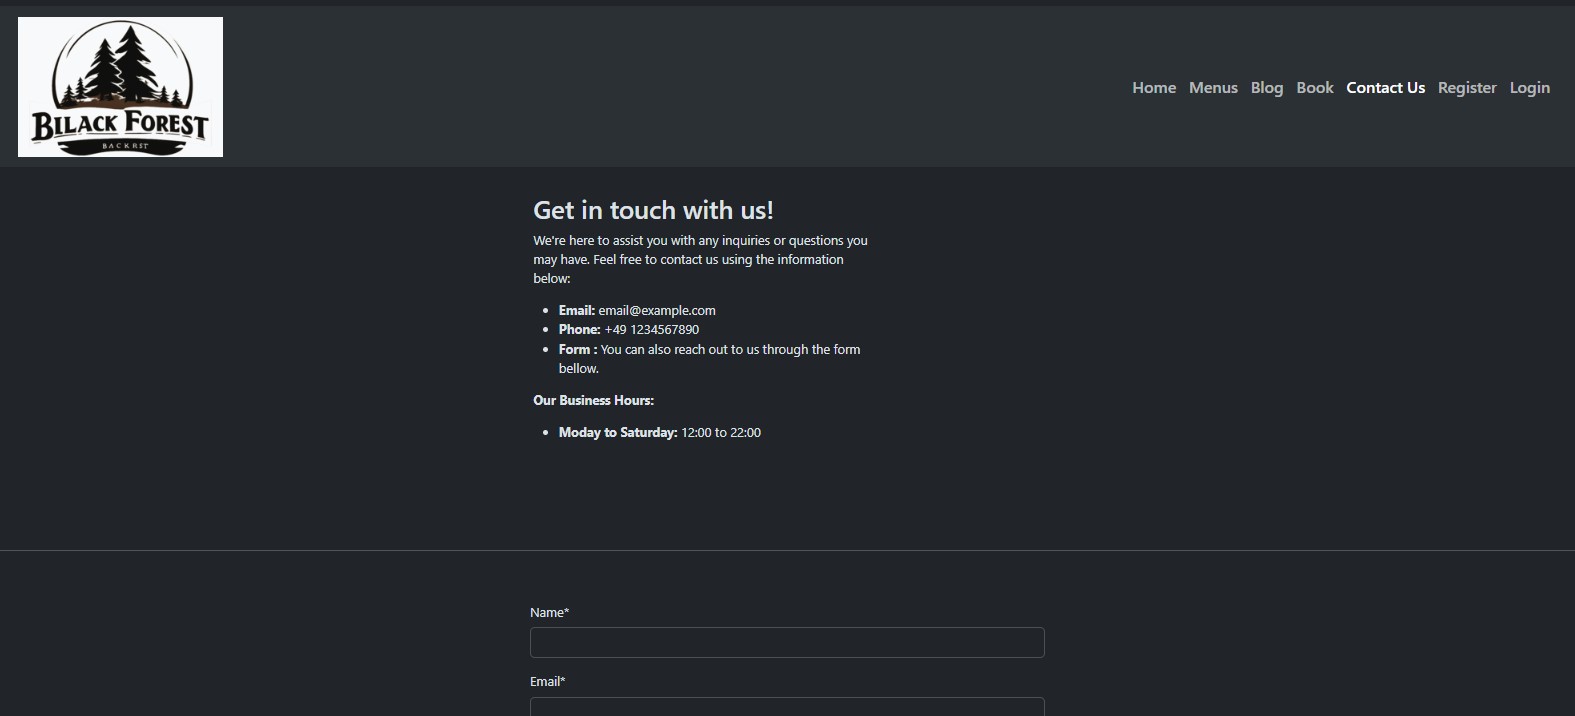 BILACK FOREST
BACKRST
Home Menus Blog Book Contact Us Register Login
Get in touch with us!
We're here to assist you with any inquiries or questions you
may have. Feel free to contact us using the information
below:
• Email: email@example.com
• Phone: +49 1234567890
• Form : You can also reach out to us through the form
bellow.
Our Business Hours:
• Moday to Saturday: 12:00 to 22:00
Name*
Email*